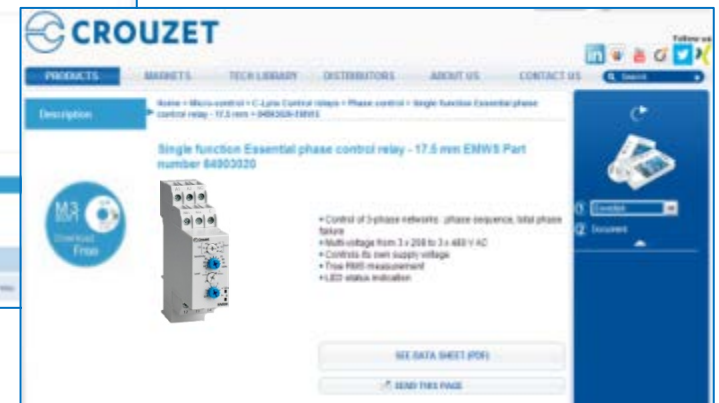 CROUZET
Follow us
PRODUCTS MARKETS TECH LIBRARY DISTRIBUTORS ABOUT US CONTACT US Search
Description
Home > Micro-control > C-Lynx Control relays > Phase control > Single function Essential phase
control relay - 17.5 mm > 84903020 EMWS
Single function Essential phase control relay - 17.5 mm EMWS Part
number 84903020
M3
SOFT
Download
Free
• Control of 3-phase networks : phase sequence, total phase
failure
• Multi-voltage from 3 x 208 to 3 x 480 V AC
• Controls its own supply voltage
• True RMS measurement
• LED status indication
Document
SEE DATA SHEET (PDF)
SEND THIS PAGE